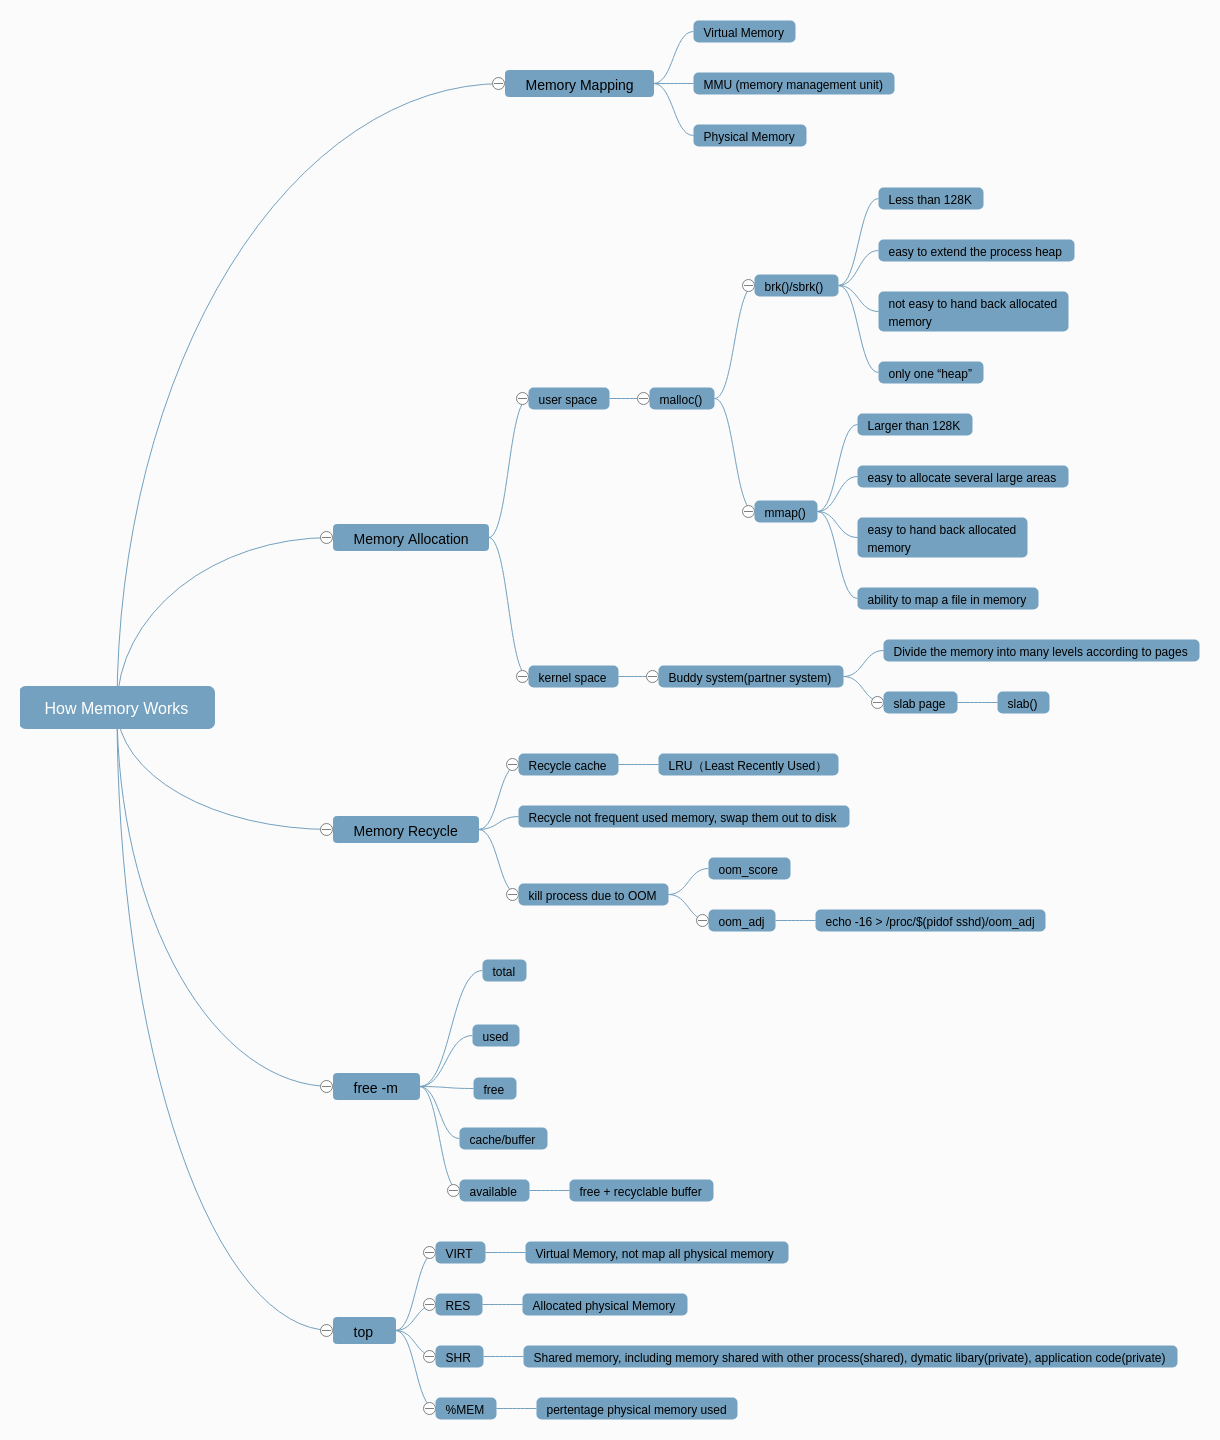 Virtual Memory
Memory Mapping
MMU (memory management unit)
Physical Memory
Less than 128K
easy to extend the process heap
brk()/sbrk()
not easy to hand back allocated
memory
only one “heap”
user space
malloc()
Larger than 128K
easy to allocate several large areas
mmap()
easy to hand back allocated
memory
Memory Allocation
ability to map a file in memory
Divide the memory into many levels according to pages
kernel space
Buddy system(partner system)
slab page
slab()
How Memory Works
Recycle cache
LRU（Least Recently Used）
Recycle not frequent used memory, swap them out to disk
Memory Recycle
oom_score
kill process due to OOM
oom_adj
echo -16 > /proc/$(pidof sshd)/oom_adj
total
used
free -m
free
cache/buffer
available
free + recyclable buffer
VIRT
Virtual Memory, not map all physical memory
RES
Allocated physical Memory
top
SHR
Shared memory, including memory shared with other process(shared), dymatic libary(private), application code(private)
%MEM
pertentage physical memory used